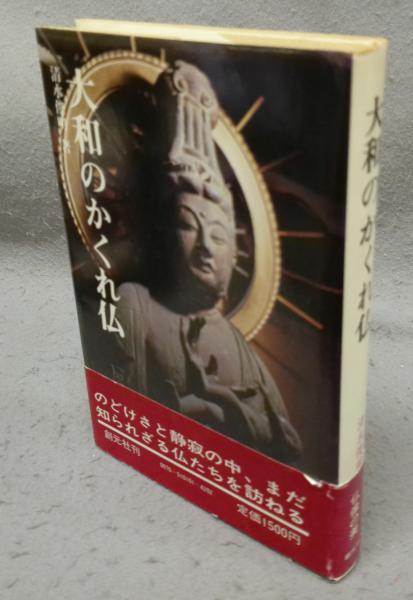 大和のかくれ仏
のどけさと静寂の中、まだ
知られざる仏たちを訪ねる
創元社刊
定価1500円
大和のかくれ仏